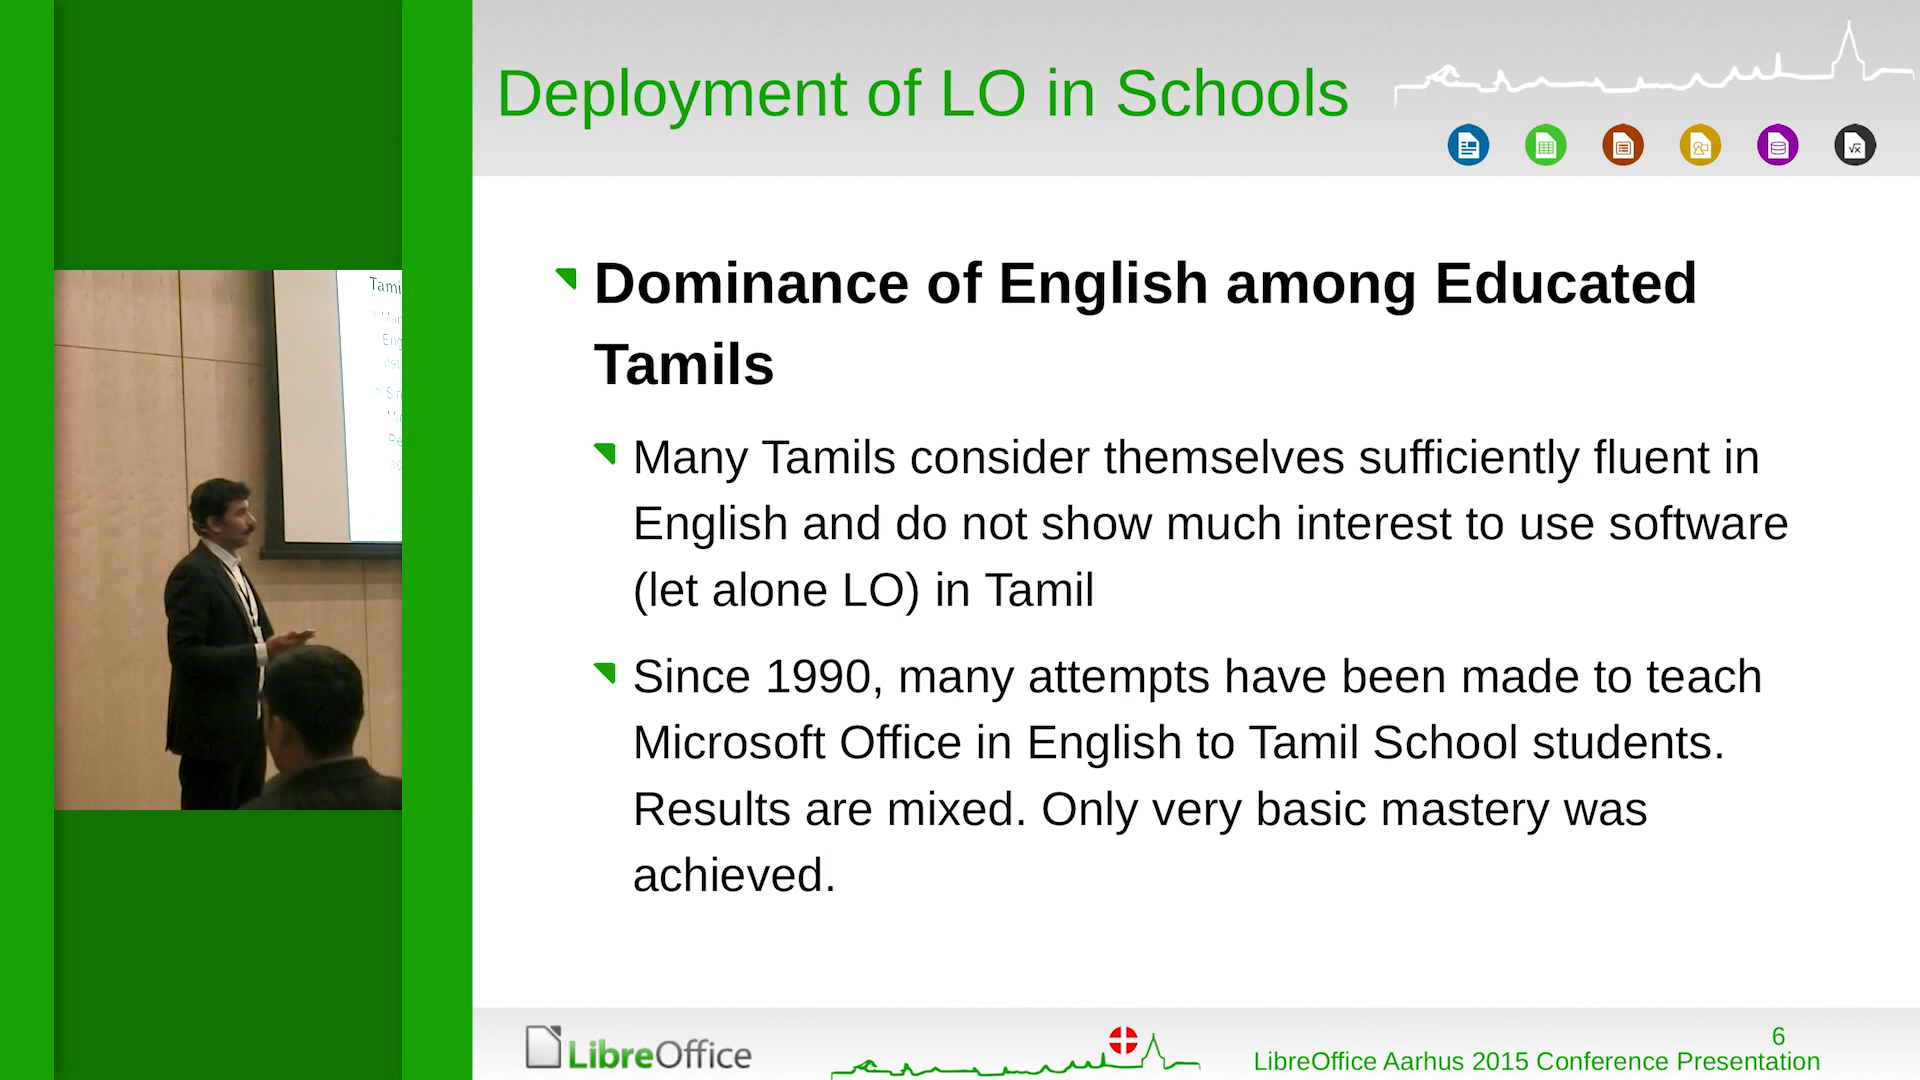 Deployment of LO in Schools
Dominance of English among Educated
Tamils
Many Tamils consider themselves sufficiently fluent in
English and do not show much interest to use software
(let alone LO) in Tamil
Since 1990, many attempts have been made to teach
Microsoft Office in English to Tamil School students.
Results are mixed. Only very basic mastery was
achieved.
LibreOffice
6
LibreOffice Aarhus 2015 Conference Presentation
Tami